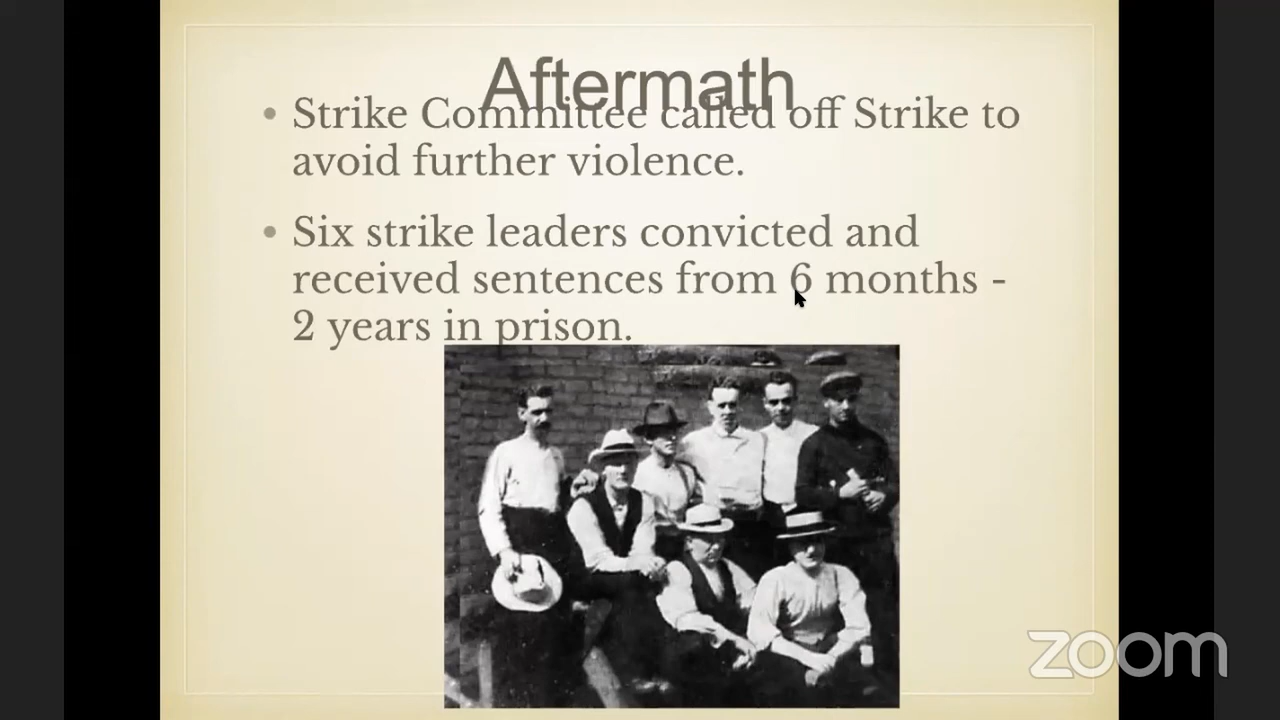 Aftermath
• Strike Committee called off Strike to
avoid further violence.
• Six strike leaders convicted and
received sentences from 6 months -
2 years in prison.
zoom